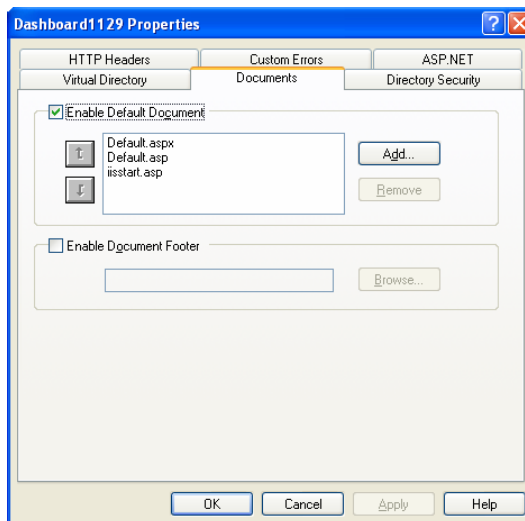 Dashboard1129 Properties
HTTP Headers Custom Errors ASP.NET
Virtual Directory Documents Directory Security
Enable Default Document
Default.aspx
Default.asp
iisstart.asp
Add...
Remove
Enable Document Footer
Browse...
OK Cancel Apply Help